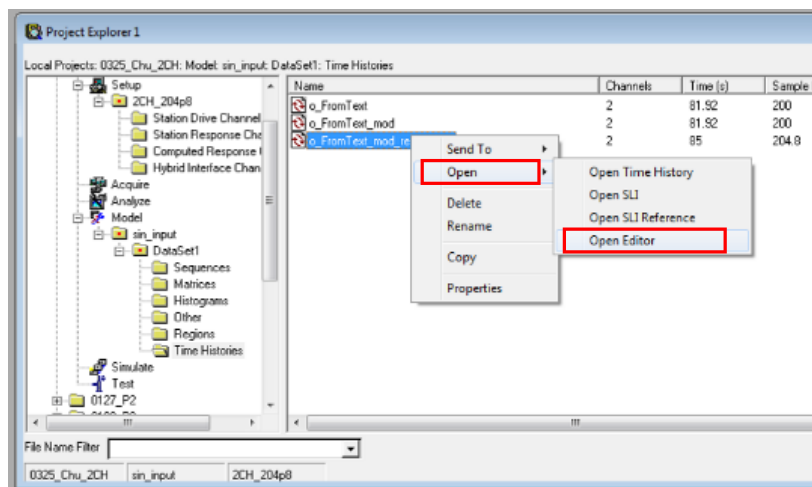 Project Explorer 1
Local Projects: 0325_Chu_2CH: Model: sin_input: DataSet1: Time Histories
Setup
2CH_204p8
Station Drive Channel
Station Response Cha
Computed Response
Hybrid Interface Chan
Acquire
Analyze
Model
sin_input
DataSet1
Sequences
Matrices
Histograms
Other
Regions
Time Histories
Simulate
Test
0127_P2
Name Channels Time (s) Sample
o_FromText 2 81.92 200
o_FromText_mod 2 81.92 200
o_FromText_mod_re 2 85 204.8
Send To
Open
Delete
Rename
Copy
Properties
Open Time History
Open SLI
Open SLI Reference
Open Editor
File Name Filter
0325_Chu_2CH sin_input 2CH_204p8